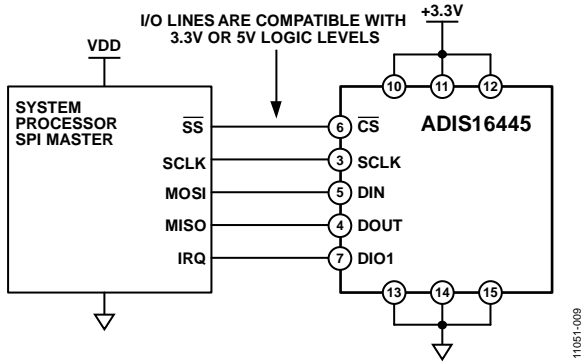 I/O LINES ARE COMPATIBLE WITH
3.3V OR 5V LOGIC LEVELS
+3.3V
VDD
10 11 12
SYSTEM
PROCESSOR
SPI MASTER
ADIS16445
SS 6 CS
SCLK 3 SCLK
MOSI 5 DIN
MISO 4 DOUT
IRQ 7 DIO1
13 14 15
11051-009